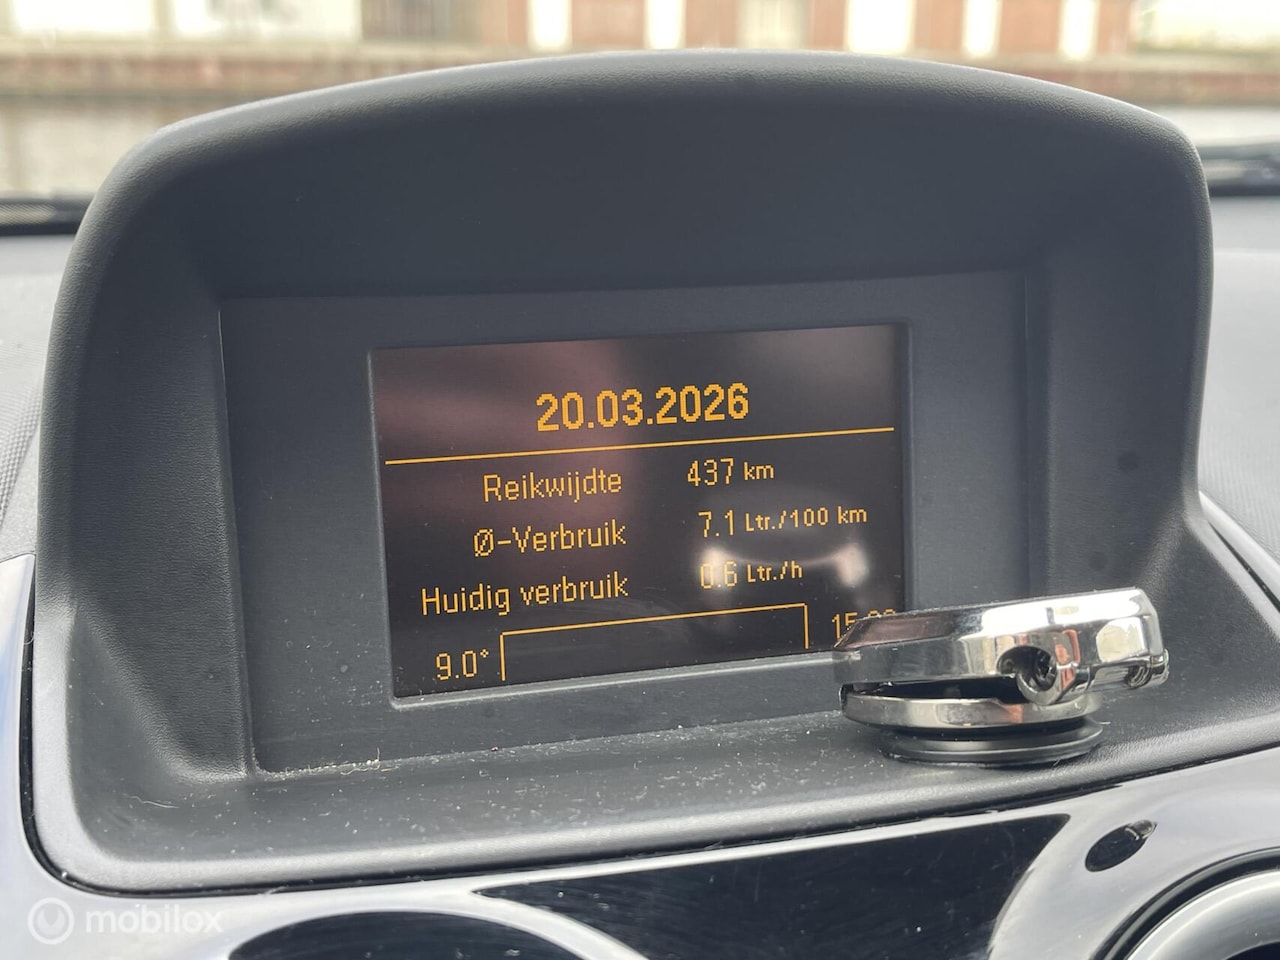 20.03.2026
Reikwijdte 437 km
Ø-Verbruik 7.1 Ltr./100 km
Huidig verbruik 0.6 Ltr./h
9.0°
mobilox